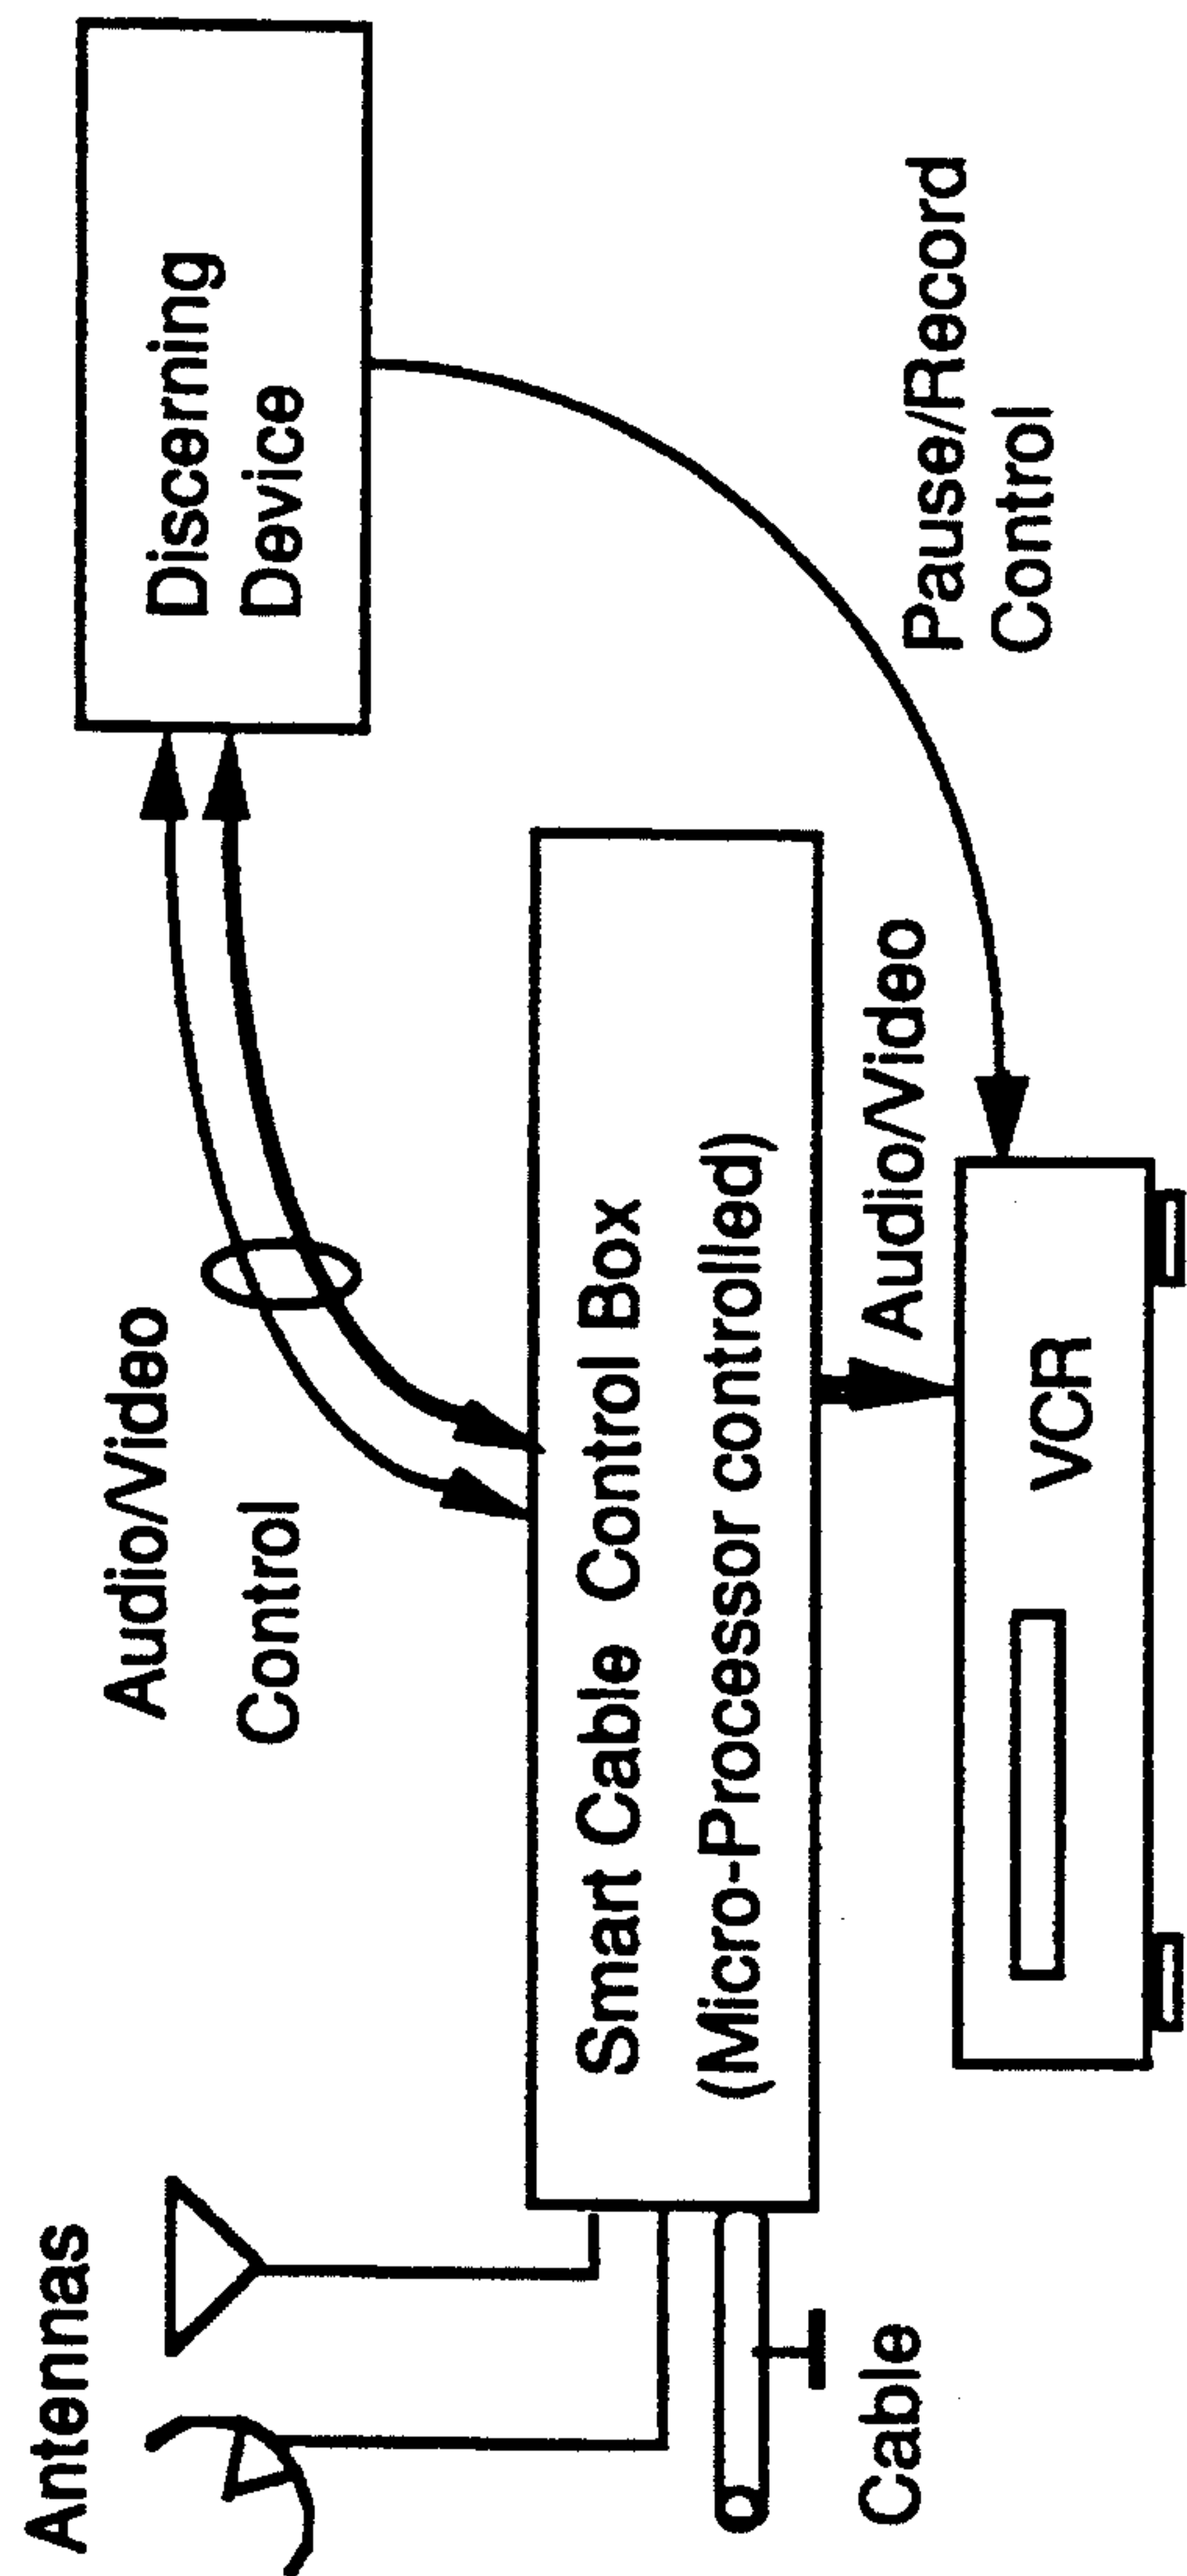 Antennas
Audio/Video
Control
Discerning
Device
Smart Cable Control Box
(Micro-Processor controlled)
Cable
Audio/Video
Pause/Record
Control
VCR